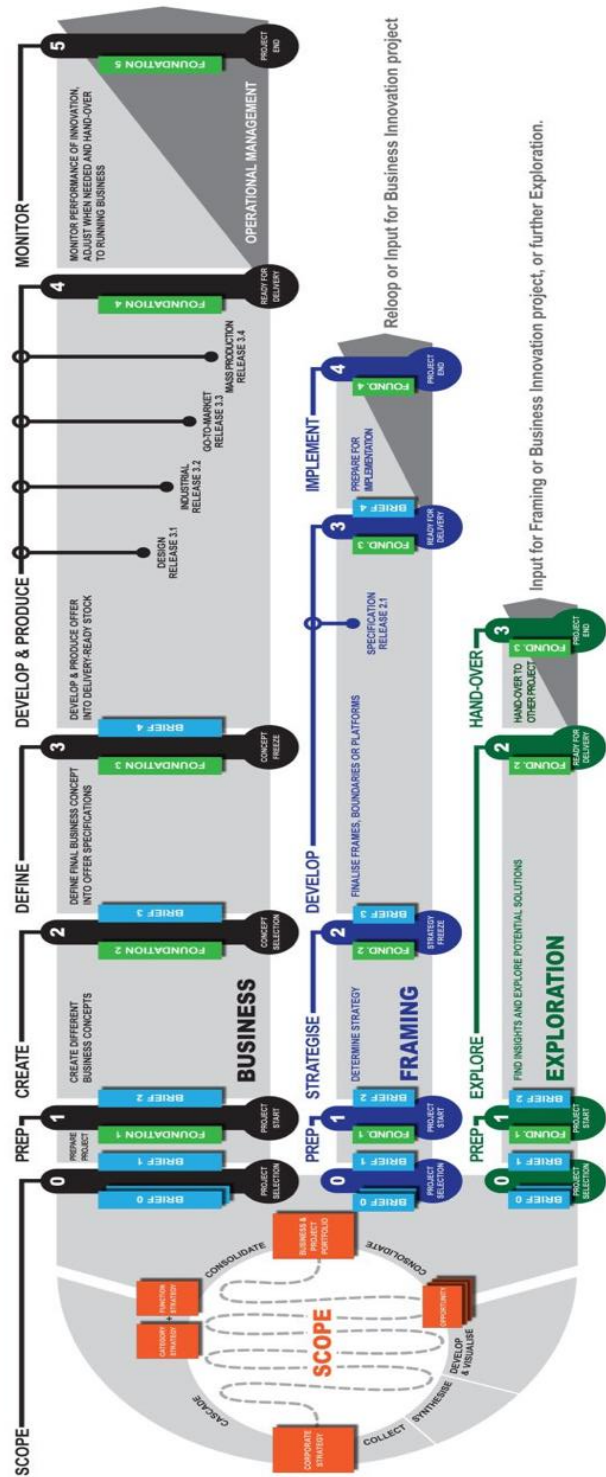 SCOPE
PREP
CREATE
DEFINE
DEVELOP & PRODUCE
MONITOR
0
1
2
3
4
5
PREPARE
PROJECT
CREATE DIFFERENT
BUSINESS CONCEPTS
DEFINE FINAL BUSINESS CONCEPT
INTO OFFER SPECIFICATIONS
DEVELOP & PRODUCE OFFER
INTO DELIVERY-READY STOCK
MONITOR PERFORMANCE OF INNOVATION,
ADJUST WHEN NEEDED AND HAND-OVER
TO RUNNING BUSINESS
BRIEF 0
BRIEF 1
FOUNDATION 1
BRIEF 2
FOUNDATION 2
BRIEF 3
FOUNDATION 3
BRIEF 4
FOUNDATION 4
FOUNDATION 5
DESIGN
RELEASE 3.1
INDUSTRIAL
RELEASE 3.2
GO-TO-MARKET
RELEASE 3.3
MASS PRODUCTION
RELEASE 3.4
BUSINESS
OPERATIONAL MANAGEMENT
PROJECT
SELECTION
PROJECT
START
CONCEPT
SELECTION
CONCEPT
FREEZE
READY FOR
DELIVERY
PROJECT
END
CASCADE
CATEGORY
STRATEGY
+
FUNCTION
STRATEGY
CONSOLIDATE
CORPORATE
STRATEGY
SCOPE
BUSINESS &
PROJECT
PORTFOLIO
COLLECT
SYNTHESISE
DEVELOP
& VISUALISE
OPPORTUNITY
CONSOLIDATE
PREP
STRATEGISE
DEVELOP
IMPLEMENT
0
1
2
3
4
DETERMINE STRATEGY
FINALISE FRAMES, BOUNDARIES OR PLATFORMS
PREPARE FOR
IMPLEMENTATION
BRIEF 0
BRIEF 1
FOUND.1
BRIEF 2
FOUND. 2
BRIEF 3
FOUND. 3
BRIEF 4
FOUND. 4
SPECIFICATION
RELEASE 2.1
FRAMING
Reloop or Input for Business Innovation project
PROJECT
SELECTION
PROJECT
START
STRATEGY
FREEZE
READY FOR
DELIVERY
PROJECT
END
PREP
EXPLORE
HAND-OVER
0
1
2
3
FIND INSIGHTS AND EXPLORE POTENTIAL SOLUTIONS
HAND-OVER TO
OTHER PROJECT
BRIEF 0
BRIEF 1
FOUND.1
BRIEF 2
FOUND. 2
FOUND. 3
EXPLORATION
Input for Framing or Business Innovation project, or further Exploration.
PROJECT
SELECTION
PROJECT
START
READY FOR
DELIVERY
PROJECT
END